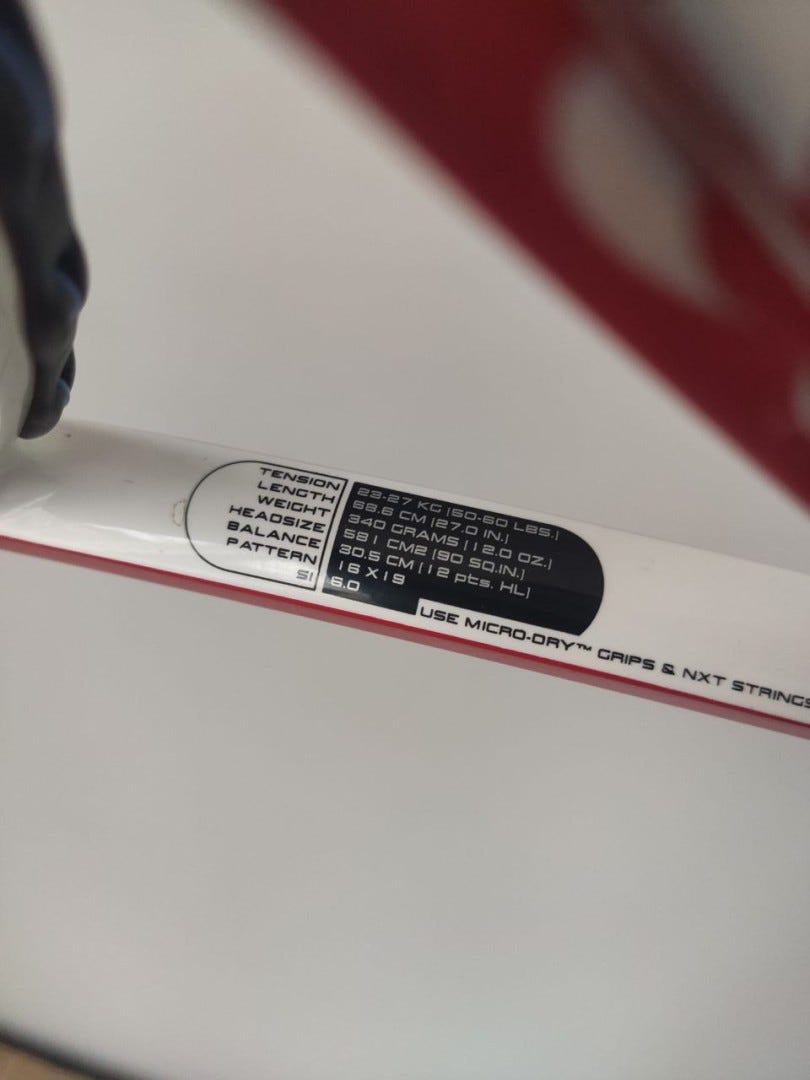 TENSION 23-27 KG [50-60 LBS.]
LENGTH 68.6 CM [27.0 IN.]
WEIGHT 340 GRAMS [12.0 OZ.]
HEADSIZE 581 CM2 [90 SQ.IN.]
BALANCE 30.5 CM [12 pts. HL]
PATTERN 16 X 19
SI 6.0
USE MICRO-DRY™ GRIPS & NXT STRINGS